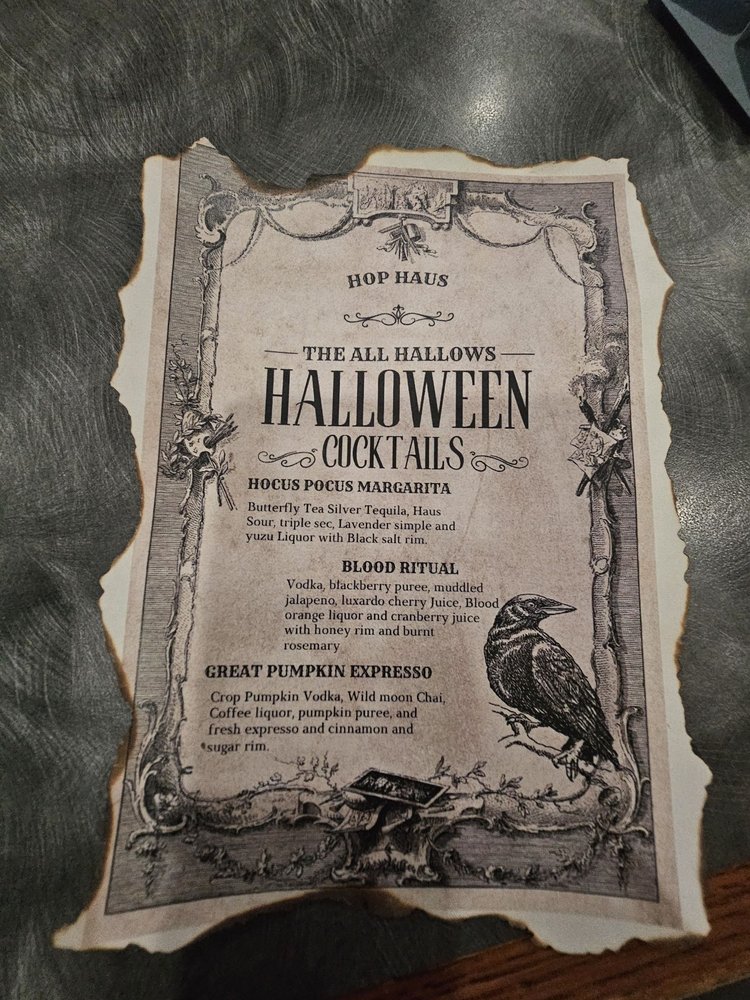 HOP HAUS
THE ALL HALLOWS
HALLOWEEN
COCKTAILS
HOCUS POCUS MARGARITA
Butterfly Tea Silver Tequila, Haus
Sour, triple sec, Lavender simple and
yuzu Liquor with Black salt rim.
BLOOD RITUAL
Vodka, blackberry puree, muddled
jalapeno, luxardo cherry Juice, Blood
orange liquor and cranberry juice
with honey rim and burnt
rosemary
GREAT PUMPKIN EXPRESSO
Crop Pumpkin Vodka, Wild moon Chai,
Coffee liquor, pumpkin puree, and
fresh expresso and cinnamon and
sugar rim.